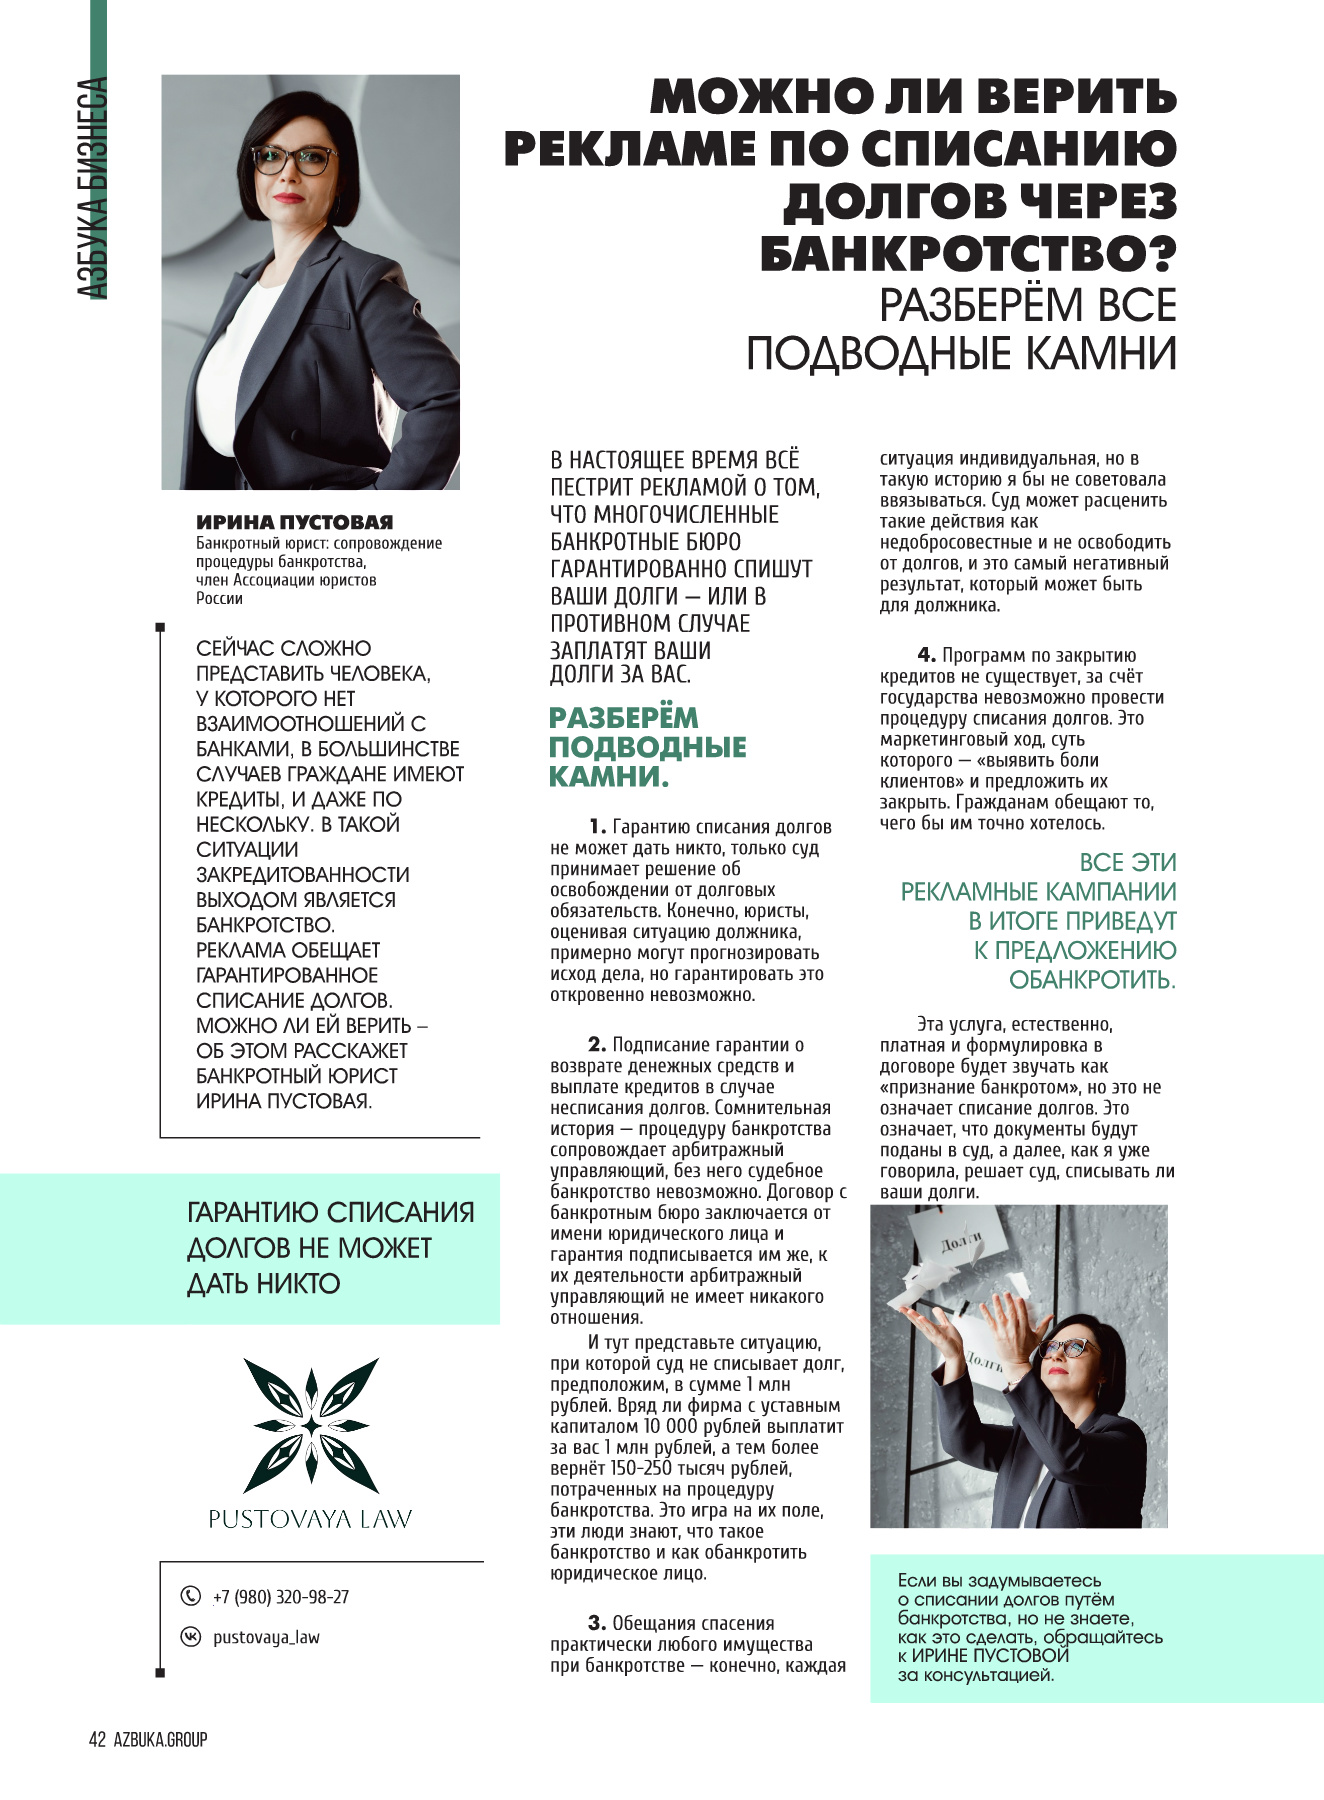 АЗБУКА БИЗНЕСА
МОЖНО ЛИ ВЕРИТЬ
РЕКЛАМЕ ПО СПИСАНИЮ
ДОЛГОВ ЧЕРЕЗ
БАНКРОТСТВО?
РАЗБЕРЁМ ВСЕ
ПОДВОДНЫЕ КАМНИ
ИРИНА ПУСТОВАЯ
Банкротный юрист: сопровождение
процедуры банкротства,
член Ассоциации юристов
России
СЕЙЧАС СЛОЖНО
ПРЕДСТАВИТЬ ЧЕЛОВЕКА,
У КОТОРОГО НЕТ
ВЗАИМООТНОШЕНИЙ С
БАНКАМИ, В БОЛЬШИНСТВЕ
СЛУЧАЕВ ГРАЖДАНЕ ИМЕЮТ
КРЕДИТЫ, И ДАЖЕ ПО
НЕСКОЛЬКУ. В ТАКОЙ
СИТУАЦИИ
ЗАКРЕДИТОВАННОСТИ
ВЫХОДОМ ЯВЛЯЕТСЯ
БАНКРОТСТВО.
РЕКЛАМА ОБЕЩАЕТ
ГАРАНТИРОВАННОЕ
СПИСАНИЕ ДОЛГОВ.
МОЖНО ЛИ ЕЙ ВЕРИТЬ –
ОБ ЭТОМ РАССКАЖЕТ
БАНКРОТНЫЙ ЮРИСТ
ИРИНА ПУСТОВАЯ.
ГАРАНТИЮ СПИСАНИЯ
ДОЛГОВ НЕ МОЖЕТ
ДАТЬ НИКТО
PUSTOVAYA LAW
+7 (980) 320-98-27
pustovaya_law
В НАСТОЯЩЕЕ ВРЕМЯ ВСЁ
ПЕСТРИТ РЕКЛАМОЙ О ТОМ,
ЧТО МНОГОЧИСЛЕННЫЕ
БАНКРОТНЫЕ БЮРО
ГАРАНТИРОВАННО СПИШУТ
ВАШИ ДОЛГИ — ИЛИ В
ПРОТИВНОМ СЛУЧАЕ
ЗАПЛАТЯТ ВАШИ
ДОЛГИ ЗА ВАС.
РАЗБЕРЁМ
ПОДВОДНЫЕ
КАМНИ.
1. Гарантию списания долгов
не может дать никто, только суд
принимает решение об
освобождении от долговых
обязательств. Конечно, юристы,
оценивая ситуацию должника,
примерно могут прогнозировать
исход дела, но гарантировать это
откровенно невозможно.
2. Подписание гарантии о
возврате денежных средств и
выплате кредитов в случае
несписания долгов. Сомнительная
история — процедуру банкротства
сопровождает арбитражный
управляющий, без него судебное
банкротство невозможно. Договор с
банкротным бюро заключается от
имени юридического лица и
гарантия подписывается им же, к
их деятельности арбитражный
управляющий не имеет никакого
отношения.
И тут представьте ситуацию,
при которой суд не списывает долг,
предположим, в сумме 1 млн
рублей. Вряд ли фирма с уставным
капиталом 10 000 рублей выплатит
за вас 1 млн рублей, а тем более
вернёт 150-250 тысяч рублей,
потраченных на процедуру
банкротства. Это игра на их поле,
эти люди знают, что такое
банкротство и как обанкротить
юридическое лицо.
3. Обещания спасения
практически любого имущества
при банкротстве — конечно, каждая
ситуация индивидуальная, но в
такую историю я бы не советовала
ввязываться. Суд может расценить
такие действия как
недобросовестные и не освободить
от долгов, и это самый негативный
результат, который может быть
для должника.
4. Программ по закрытию
кредитов не существует, за счёт
государства невозможно провести
процедуру списания долгов. Это
маркетинговый ход, суть
которого — «выявить боли
клиентов» и предложить их
закрыть. Гражданам обещают то,
чего бы им точно хотелось.
ВСЕ ЭТИ
РЕКЛАМНЫЕ КАМПАНИИ
В ИТОГЕ ПРИВЕДУТ
К ПРЕДЛОЖЕНИЮ
ОБАНКРОТИТЬ.
Эта услуга, естественно,
платная и формулировка в
договоре будет звучать как
«признание банкротом», но это не
означает списание долгов. Это
означает, что документы будут
поданы в суд, а далее, как я уже
говорила, решает суд, списывать ли
ваши долги.
Долги
Долги
Если вы задумываетесь
о списании долгов путём
банкротства, но не знаете,
как это сделать, обращайтесь
к ИРИНЕ ПУСТОВОЙ
за консультацией.
42 AZBUKA.GROUP